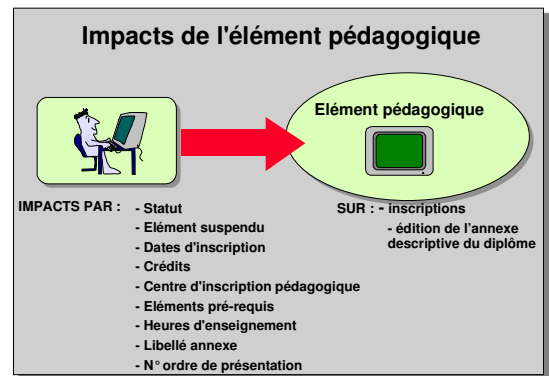 Impacts de l'élément pédagogique
Elément pédagogique
IMPACTS PAR : - Statut
- Elément suspendu
- Dates d'inscription
- Crédits
- Centre d'inscription pédagogique
- Eléments pré-requis
- Heures d'enseignement
- Libellé annexe
- N° ordre de présentation
SUR : - inscriptions
- édition de l'annexe
descriptive du diplôme